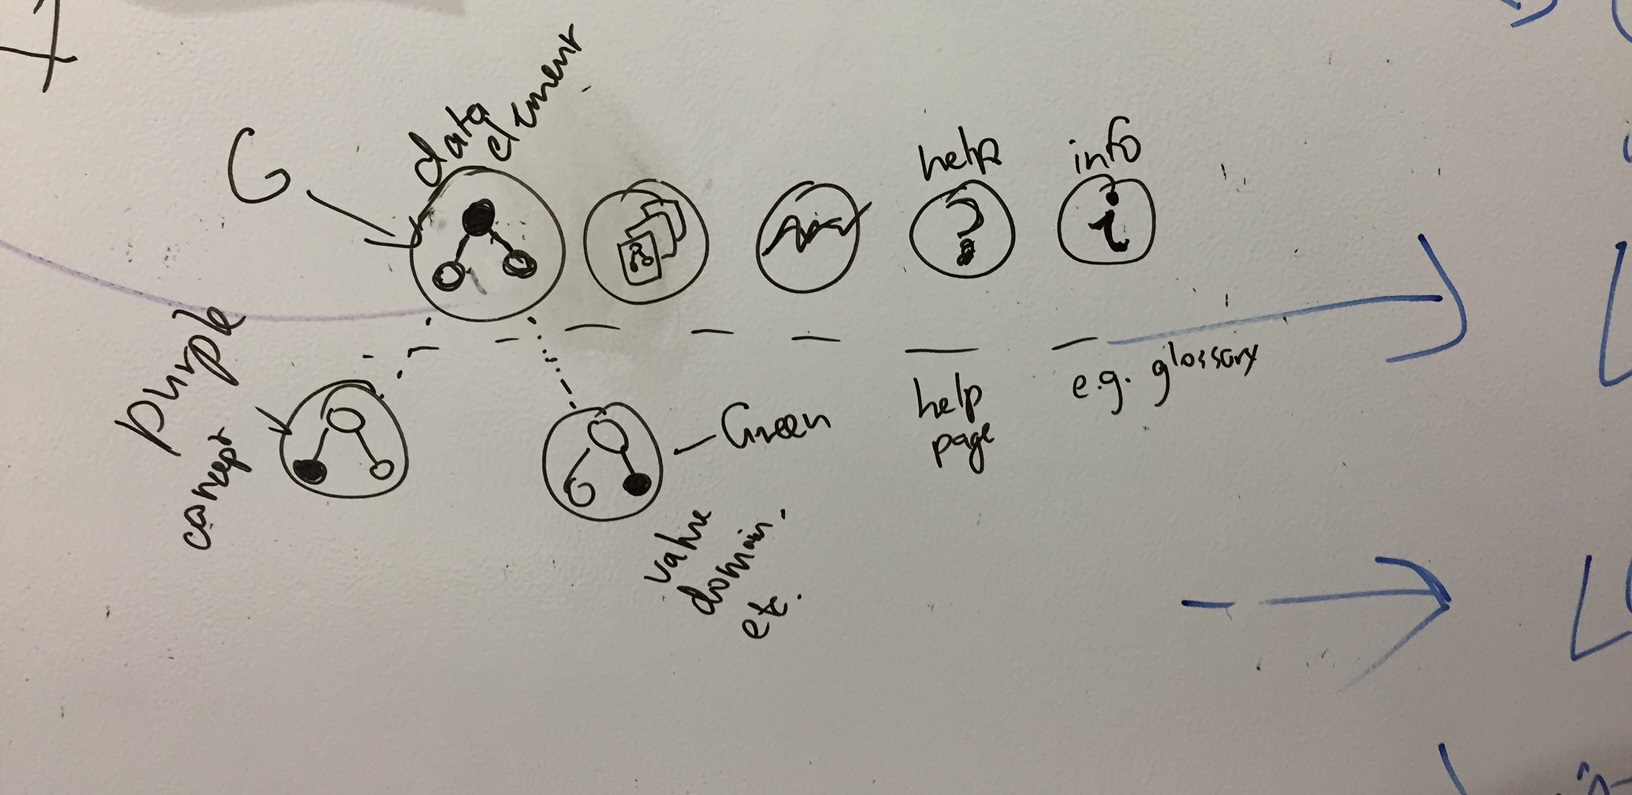 G
data
element
help
?
info
i
purple
concept
Green
value
domain.
etc.
help
page
e.g. glossary